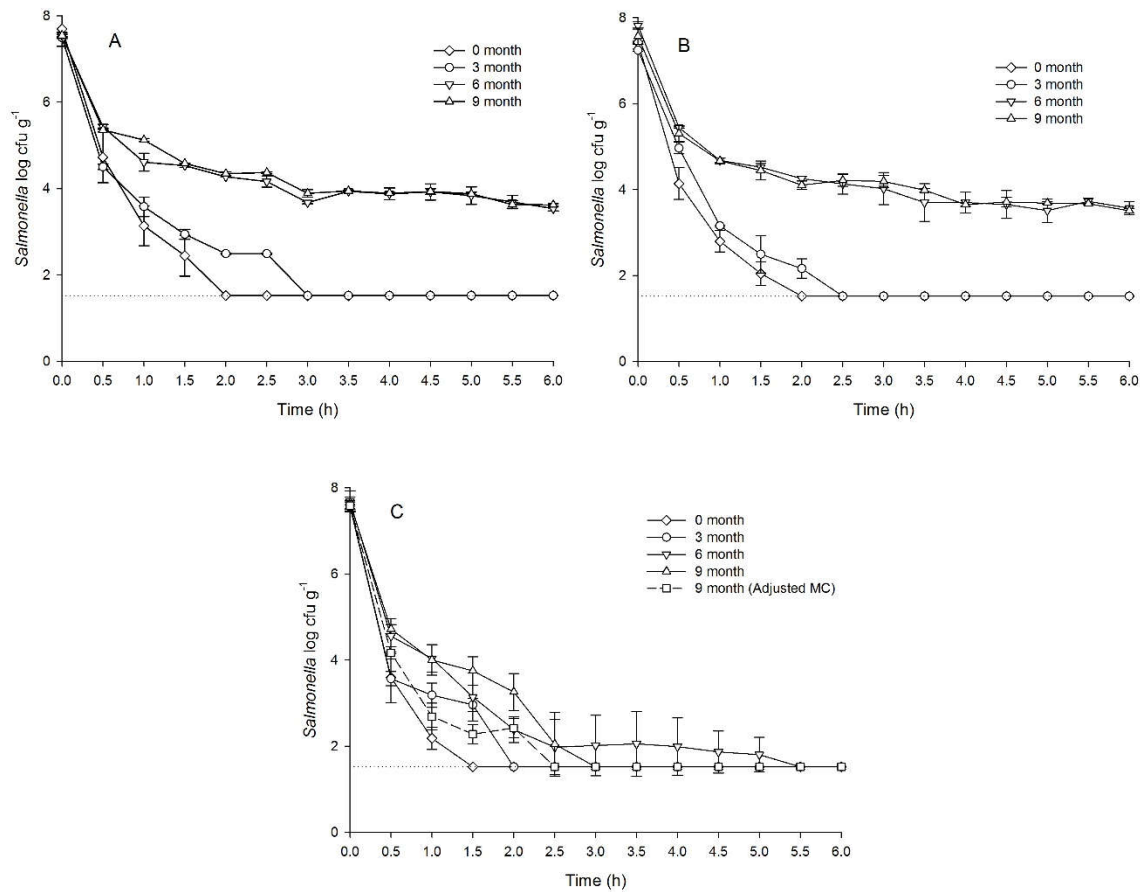 A
Salmonella log cfu g⁻¹
8
6
4
2
0
0 month
3 month
6 month
9 month
0.0 0.5 1.0 1.5 2.0 2.5 3.0 3.5 4.0 4.5 5.0 5.5 6.0
Time (h)
B
Salmonella log cfu g⁻¹
8
6
4
2
0
0 month
3 month
6 month
9 month
0.0 0.5 1.0 1.5 2.0 2.5 3.0 3.5 4.0 4.5 5.0 5.5 6.0
Time (h)
C
Salmonella log cfu g⁻¹
8
6
4
2
0
0 month
3 month
6 month
9 month
9 month (Adjusted MC)
0.0 0.5 1.0 1.5 2.0 2.5 3.0 3.5 4.0 4.5 5.0 5.5 6.0
Time (h)